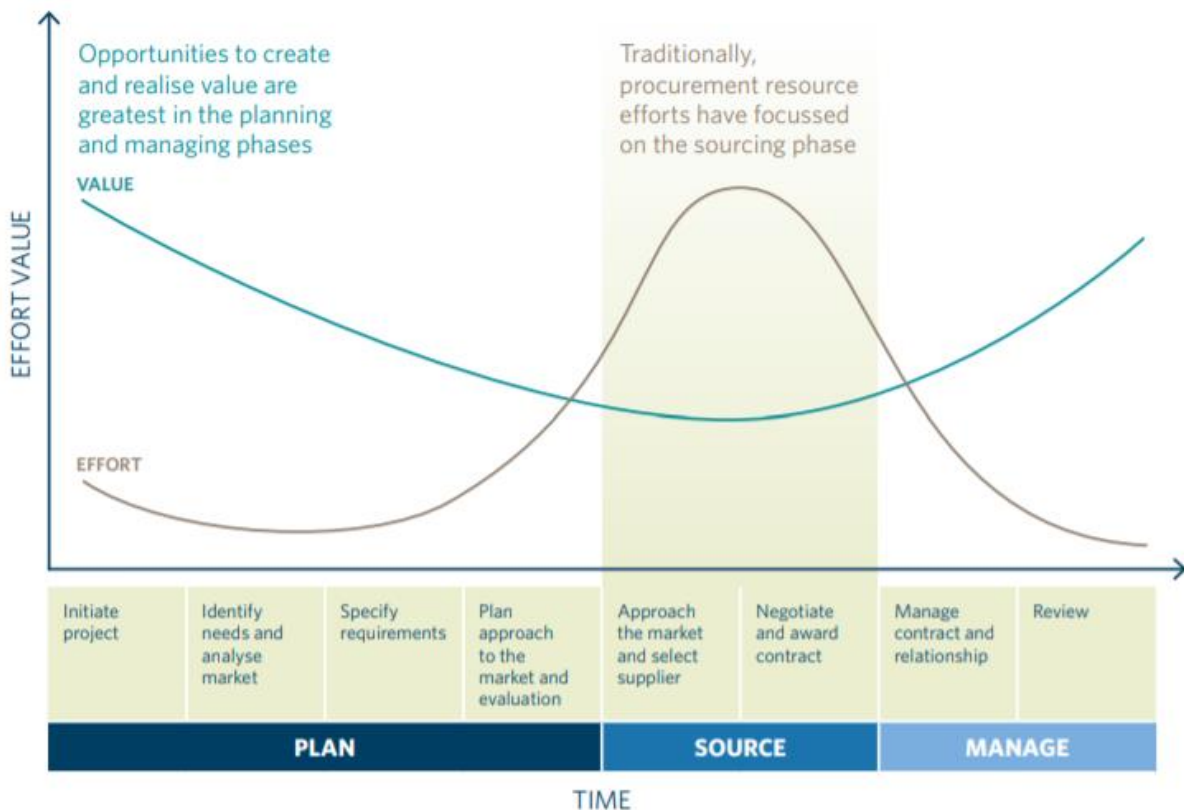 Opportunities to create
and realise value are
greatest in the planning
and managing phases
Traditionally,
procurement resource
efforts have focussed
on the sourcing phase
VALUE
EFFORT
EFFORT VALUE
Initiate
project
Identify
needs and
analyse
market
Specify
requirements
Plan
approach
to the
market and
evaluation
Approach
the market
and select
supplier
Negotiate
and award
contract
Manage
contract and
relationship
Review
PLAN
SOURCE
MANAGE
TIME